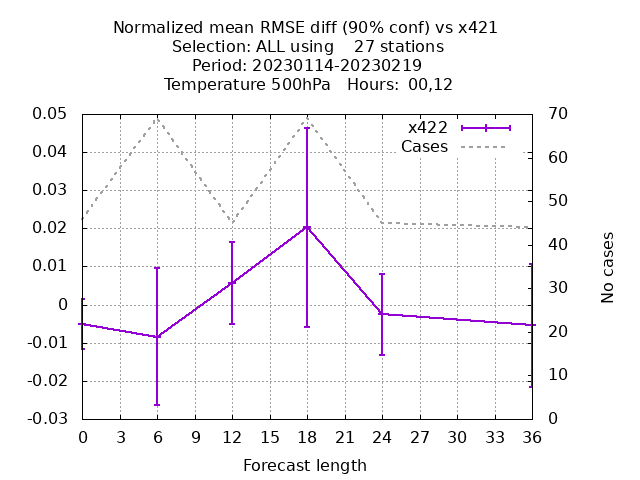 Normalized mean RMSE diff (90% conf) vs x421
Selection: ALL using    27 stations
Period: 20230114-20230219
Temperature 500hPa   Hours: 00,12
0.05
0.04
0.03
0.02
0.01
0
-0.01
-0.02
-0.03
x422
Cases
70
60
50
40
30
20
10
0
No cases
0 3 6 9 12 15 18 21 24 27 30 33 36
Forecast length